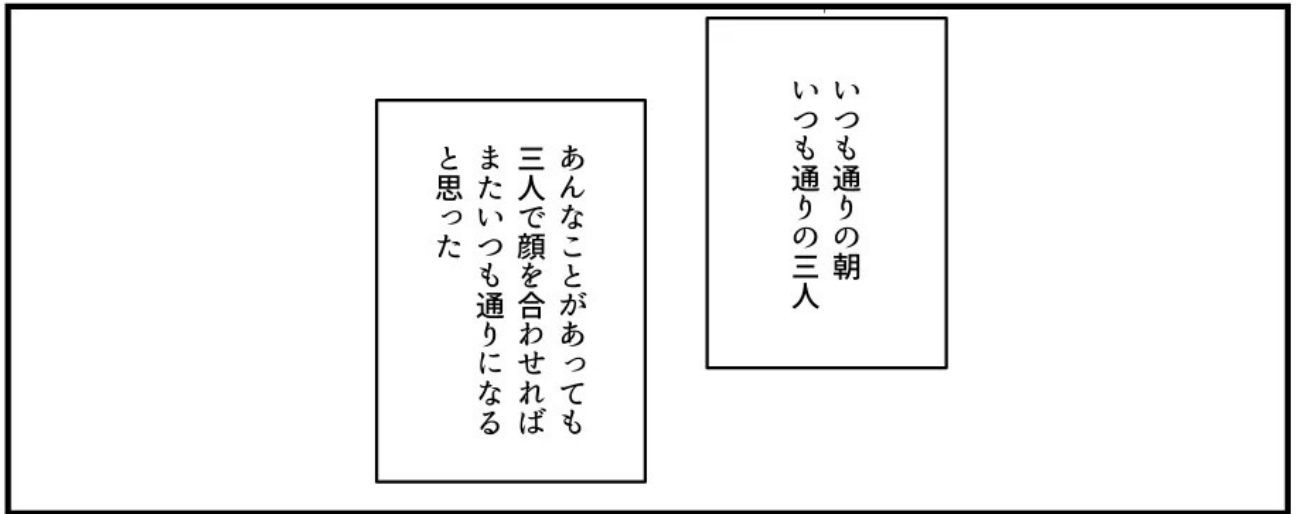 いつも通りの朝
いつも通りの三人
あんなことがあっても
三人で顔を合わせれば
またいつも通りになる
と思った